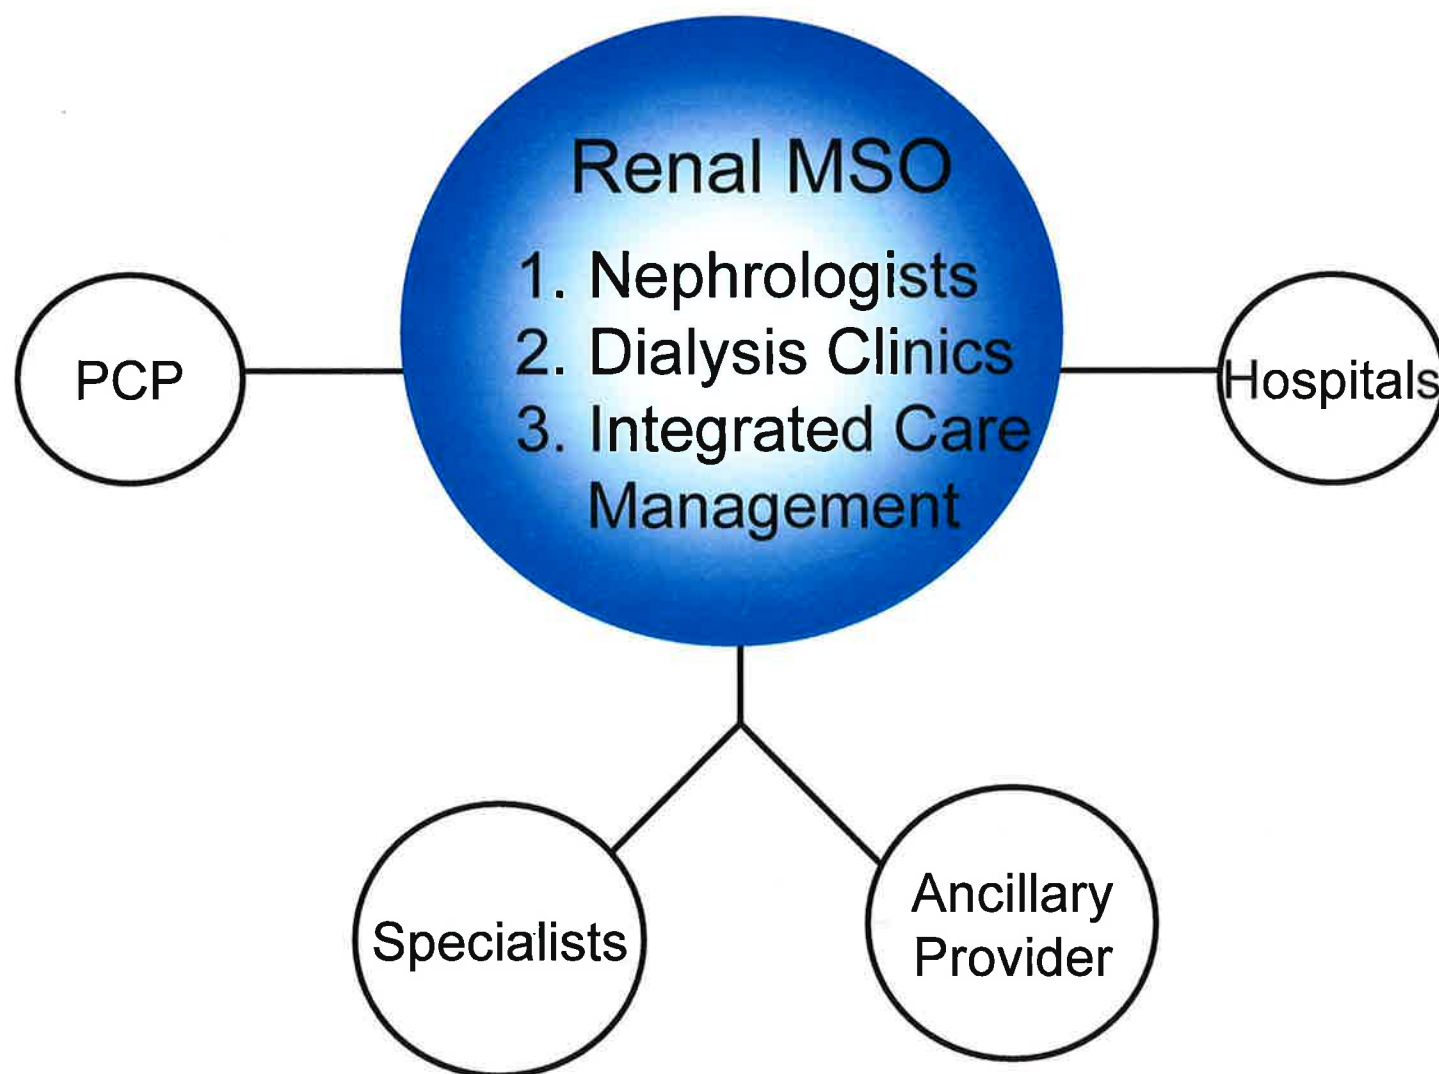 Renal MSO
1. Nephrologists
2. Dialysis Clinics
3. Integrated Care
Management
PCP
Hospitals
Specialists
Ancillary
Provider